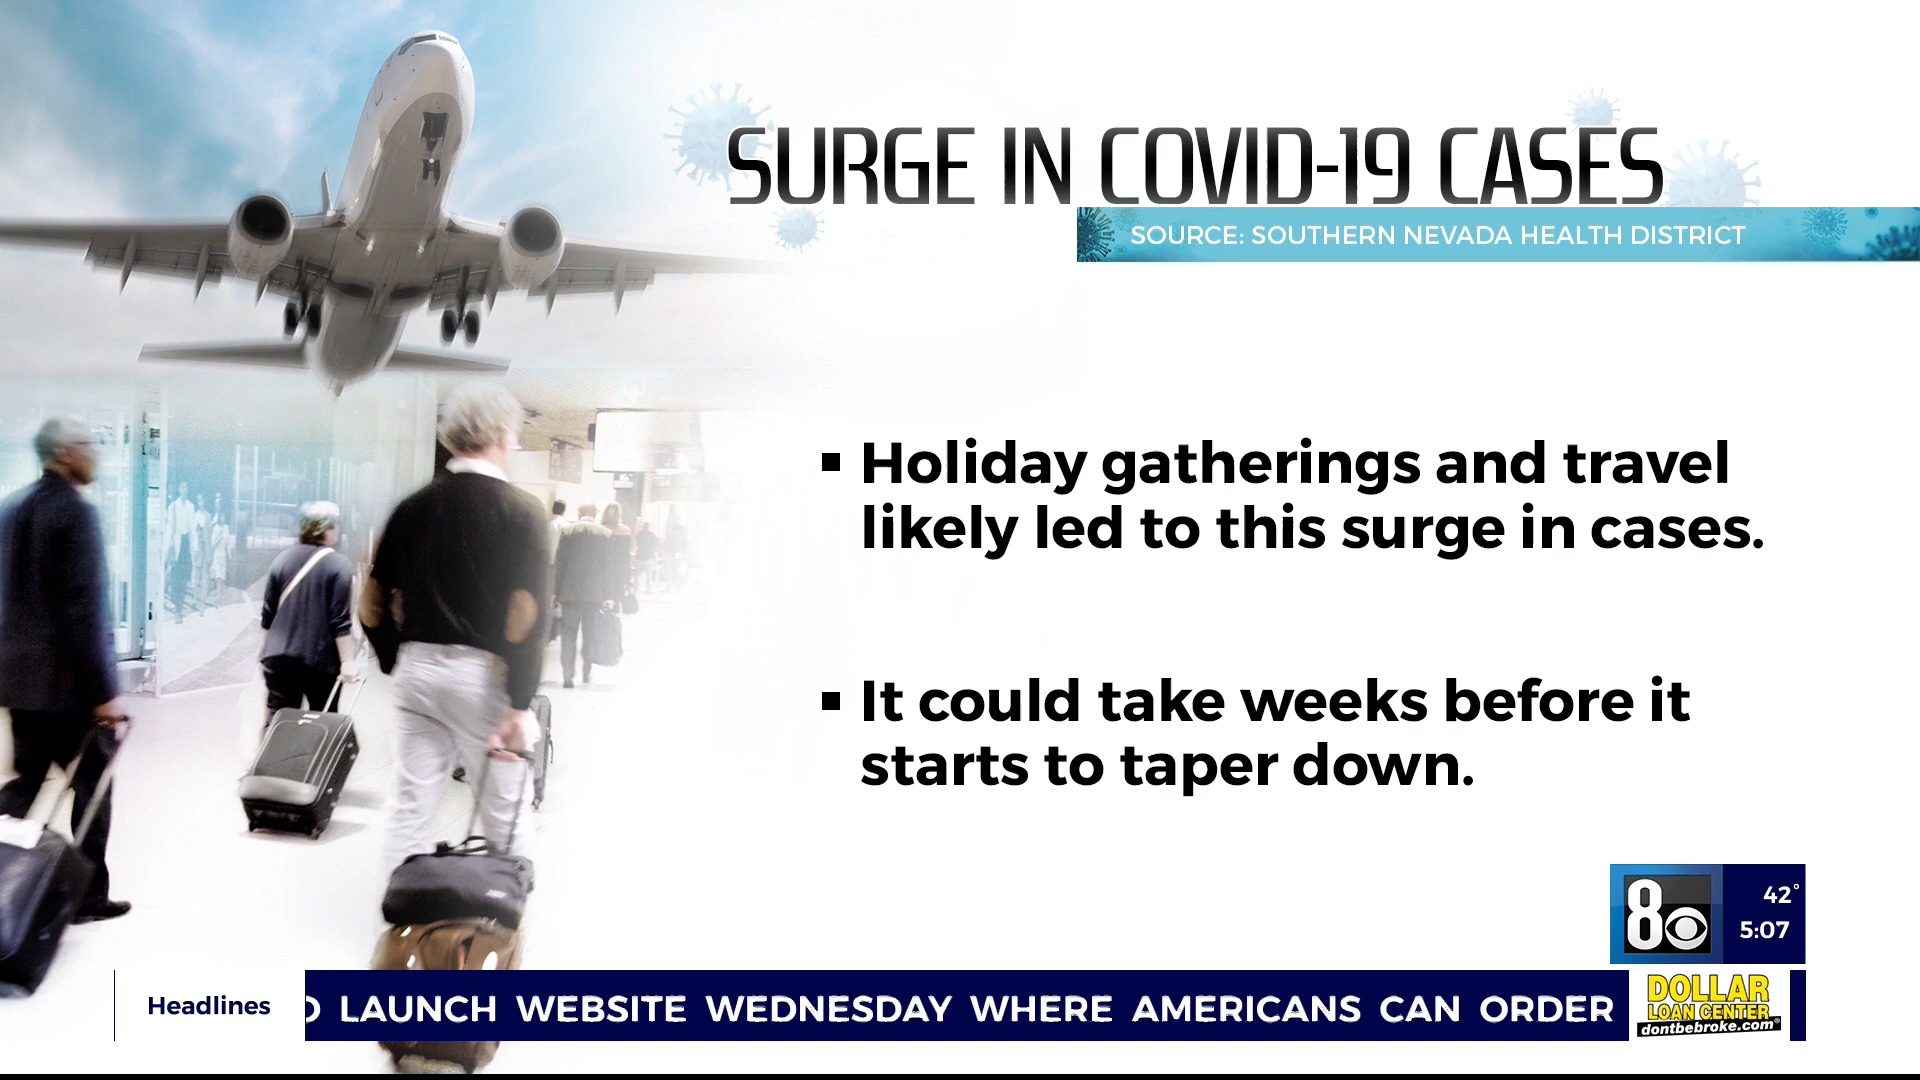 SURGE IN COVID-19 CASES
SOURCE: SOUTHERN NEVADA HEALTH DISTRICT
▪ Holiday gatherings and travel
likely led to this surge in cases.
▪ It could take weeks before it
starts to taper down.
8
42°
5:07
Headlines
LAUNCH WEBSITE WEDNESDAY WHERE AMERICANS CAN ORDER
DOLLAR
LOAN CENTER
dontbebroke.com®